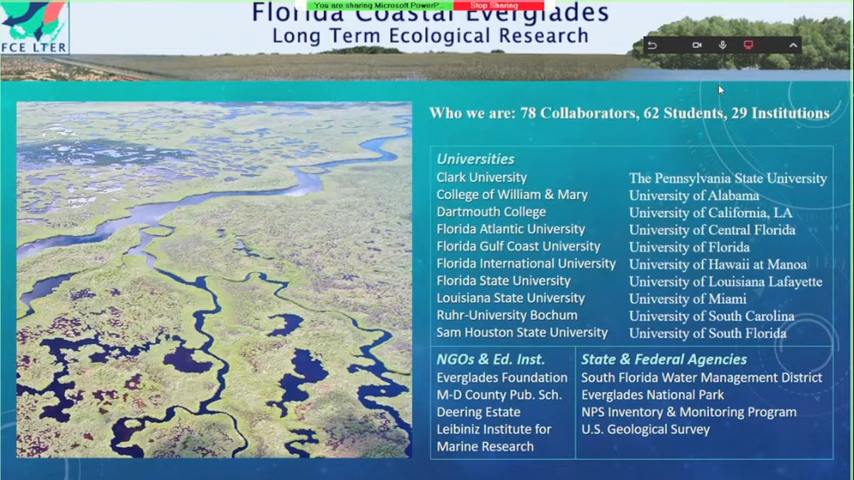 You are sharing Microsoft PowerP...
Stop Sharing
FCE LTER
Florida Coastal Everglades
Long Term Ecological Research
Who we are: 78 Collaborators, 62 Students, 29 Institutions
Universities
Clark University
College of William & Mary
Dartmouth College
Florida Atlantic University
Florida Gulf Coast University
Florida International University
Florida State University
Louisiana State University
Ruhr-University Bochum
Sam Houston State University
The Pennsylvania State University
University of Alabama
University of California, LA
University of Central Florida
University of Florida
University of Hawaii at Manoa
University of Louisiana Lafayette
University of Miami
University of South Carolina
University of South Florida
NGOs & Ed. Inst.
Everglades Foundation
M-D County Pub. Sch.
Deering Estate
Leibiniz Institute for
Marine Research
State & Federal Agencies
South Florida Water Management District
Everglades National Park
NPS Inventory & Monitoring Program
U.S. Geological Survey